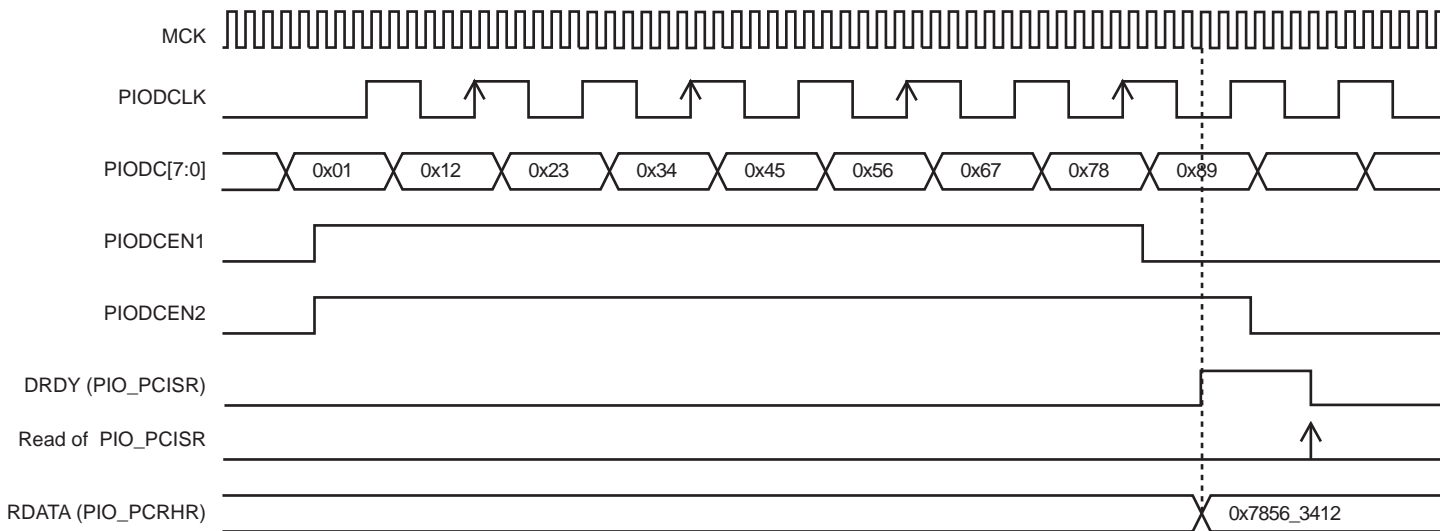 MCK
PIODCLK
PIODC[7:0] 0x01 0x12 0x23 0x34 0x45 0x56 0x67 0x78 0x89
PIODCEN1
PIODCEN2
DRDY (PIO_PCISR)
Read of PIO_PCISR
RDATA (PIO_PCRHR) 0x7856_3412